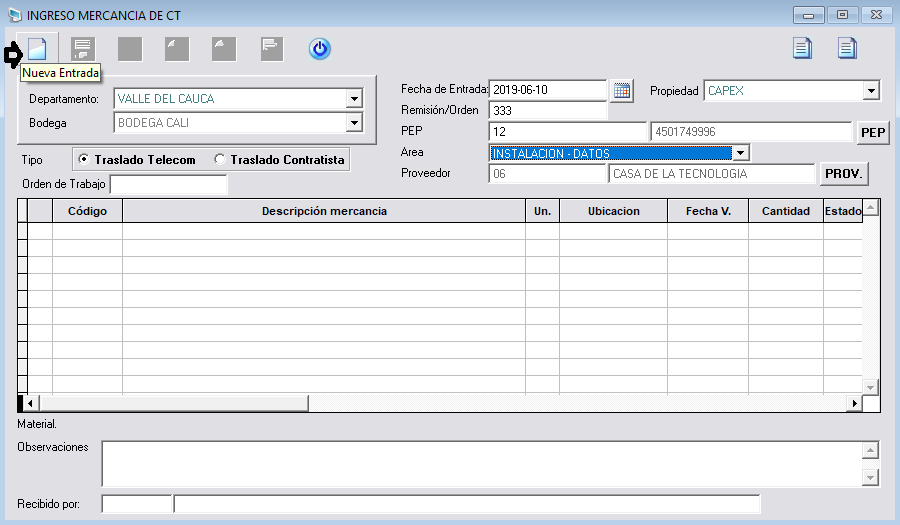 INGRESO MERCANCIA DE CT
Nueva Entrada
Departamento: VALLE DEL CAUCA
Bodega BODEGA CALI
Fecha de Entrada: 2019-06-10 Propiedad CAPEX
Remisión/Orden 333
PEP 12 4501749996 PEP
Area INSTALACION - DATOS
Proveedor 06 CASA DE LA TECNOLOGIA PROV.
Tipo Traslado Telecom Traslado Contratista
Orden de Trabajo
Código Descripción mercancia Un. Ubicacion Fecha V. Cantidad Estado
Material.
Observaciones
Recibido por: